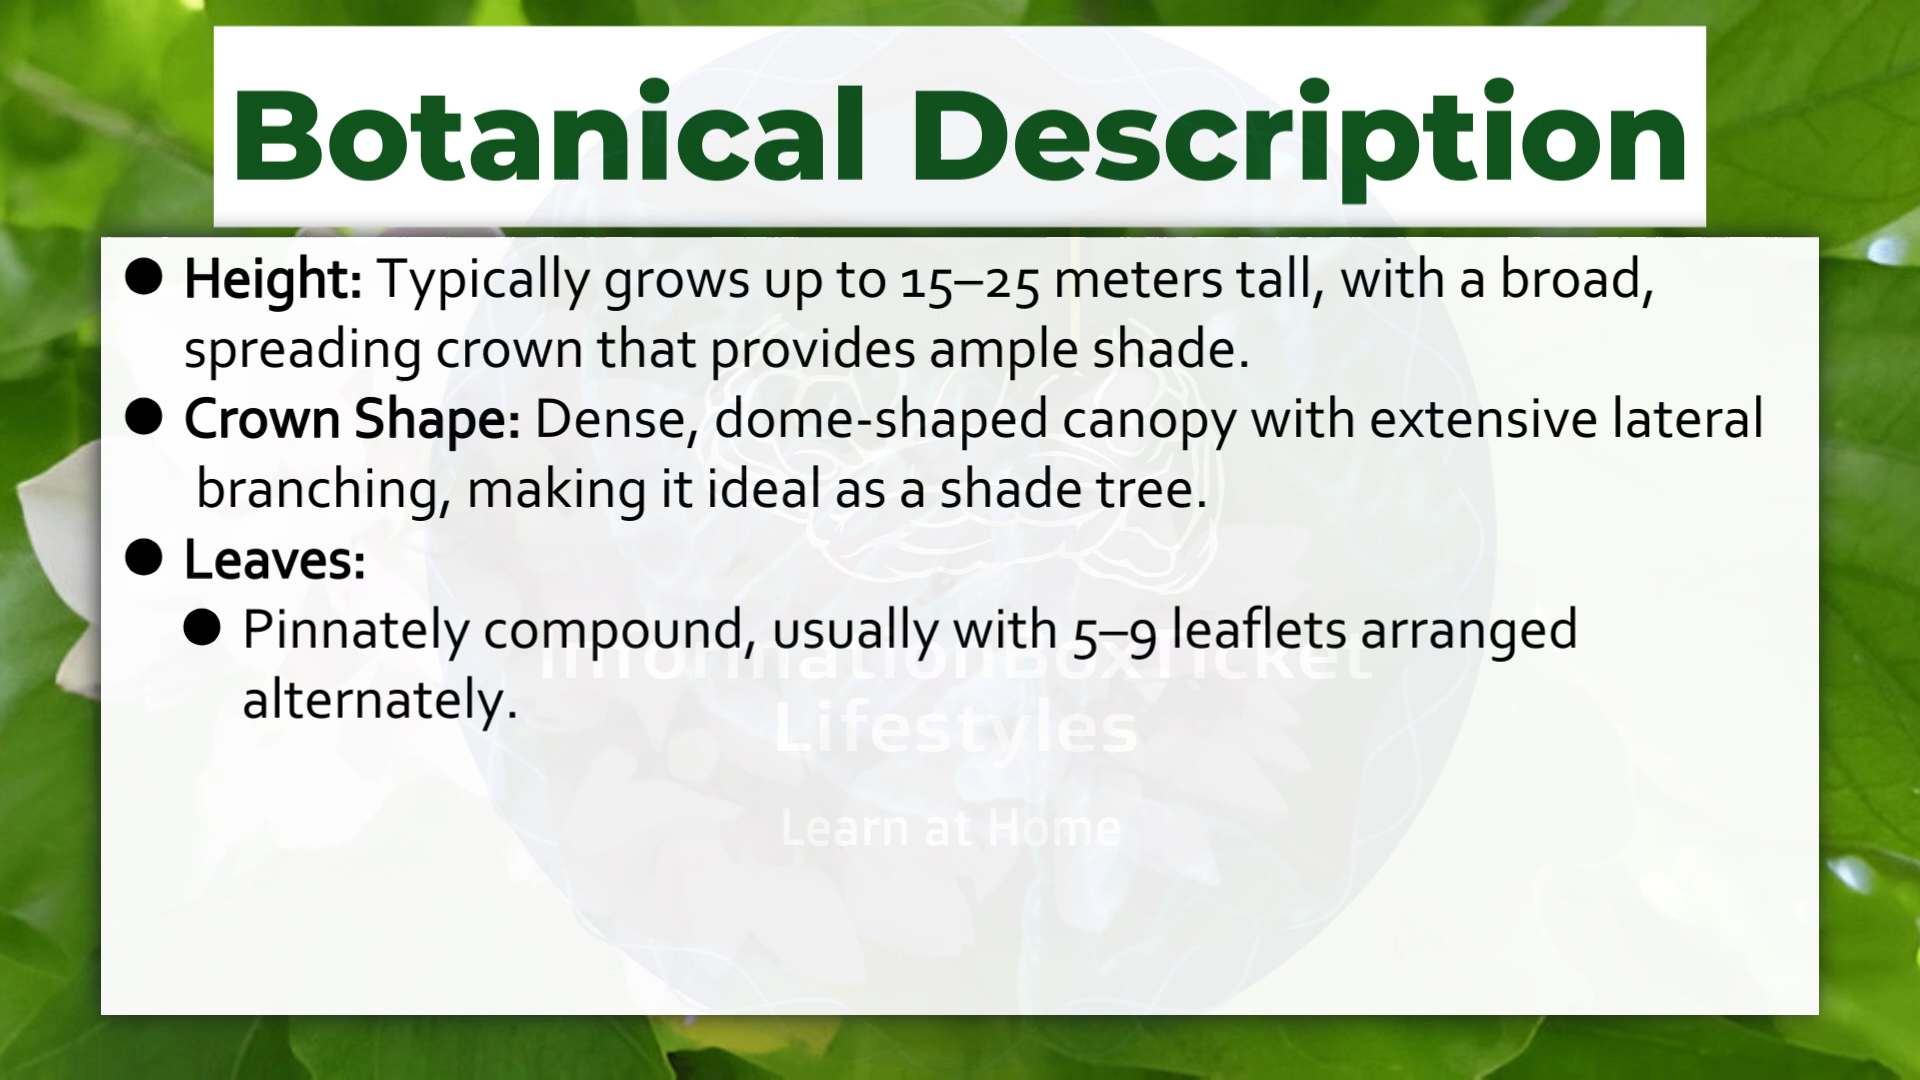 Botanical Description
● Height: Typically grows up to 15–25 meters tall, with a broad,
spreading crown that provides ample shade.
● Crown Shape: Dense, dome-shaped canopy with extensive lateral
branching, making it ideal as a shade tree.
● Leaves:
● Pinnately compound, usually with 5–9 leaflets arranged
alternately.
InformationBoxTicket
Lifestyles
Learn at Home